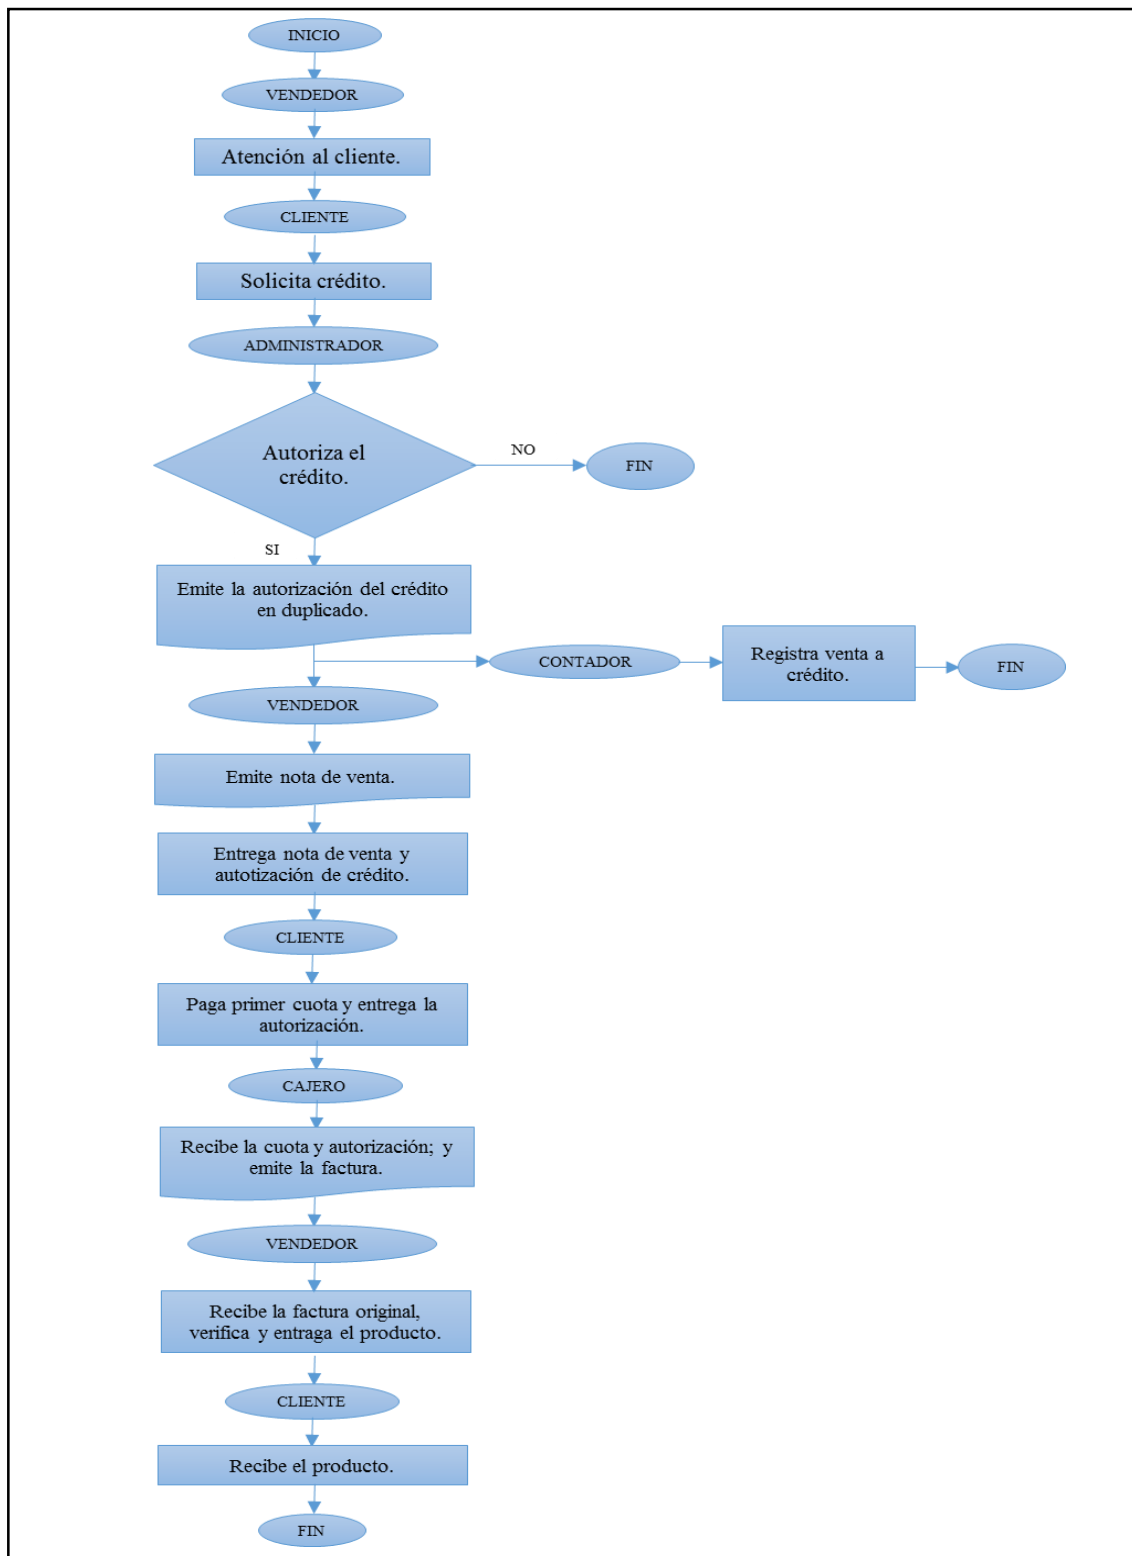 INICIO
VENDEDOR
Atención al cliente.
CLIENTE
Solicita crédito.
ADMINISTRADOR
Autoriza el
crédito.
NO
FIN
SI
Emite la autorización del crédito
en duplicado.
CONTADOR
Registra venta a
crédito.
FIN
VENDEDOR
Emite nota de venta.
Entrega nota de venta y
autotización de crédito.
CLIENTE
Paga primer cuota y entrega la
autorización.
CAJERO
Recibe la cuota y autorización; y
emite la factura.
VENDEDOR
Recibe la factura original,
verifica y entraga el producto.
CLIENTE
Recibe el producto.
FIN